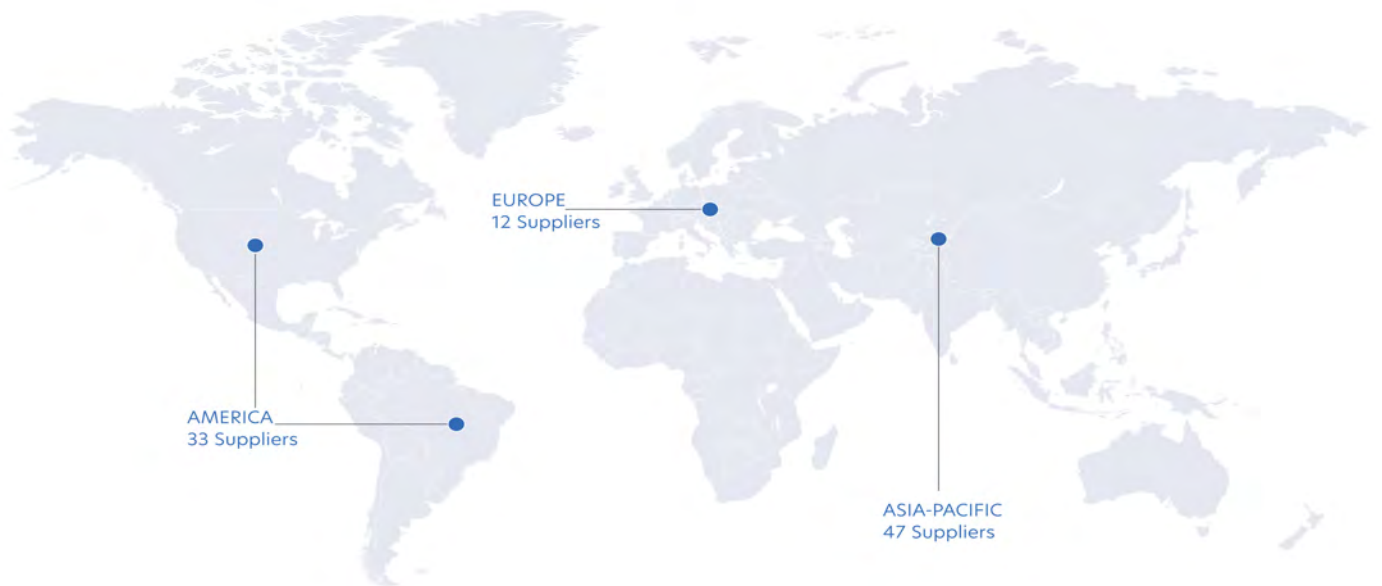 EUROPE
12 Suppliers
AMERICA
33 Suppliers
ASIA-PACIFIC
47 Suppliers